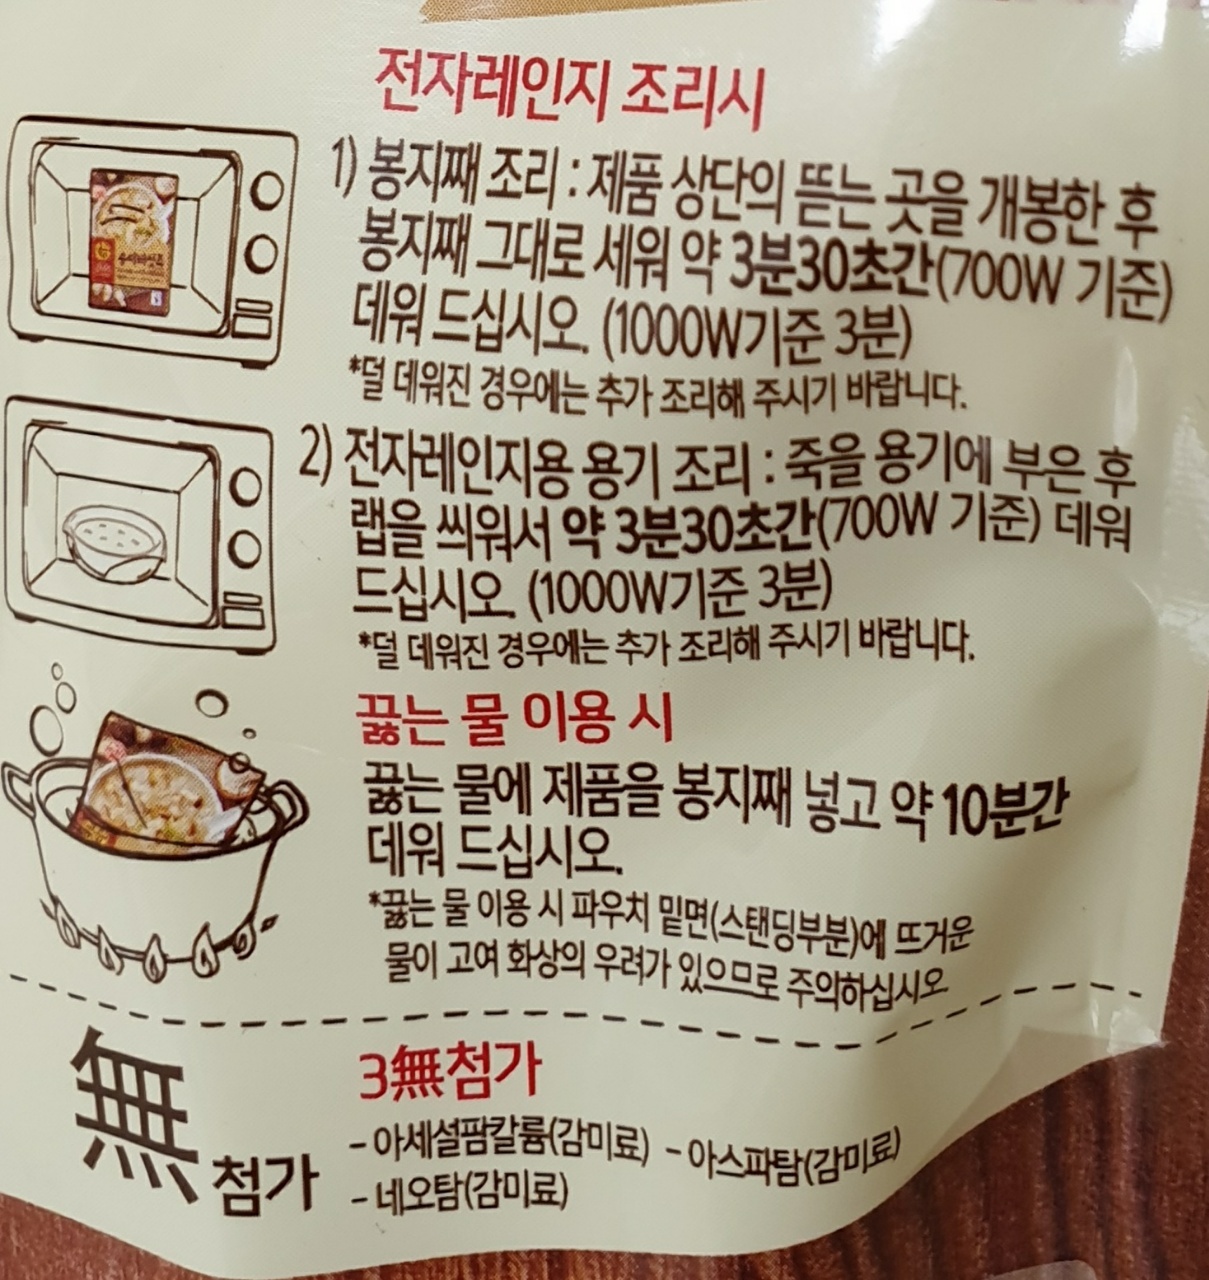 전자레인지 조리시
1) 봉지째 조리 : 제품 상단의 뜯는 곳을 개봉한 후
봉지째 그대로 세워 약 3분30초간(700W 기준)
데워 드십시오. (1000W기준 3분)
*덜 데워진 경우에는 추가 조리해 주시기 바랍니다.
2) 전자레인지용 용기 조리 : 죽을 용기에 부은 후
랩을 씌워서 약 3분30초간(700W 기준) 데워
드십시오. (1000W기준 3분)
*덜 데워진 경우에는 추가 조리해 주시기 바랍니다.
끓는 물 이용 시
끓는 물에 제품을 봉지째 넣고 약 10분간
데워 드십시오.
*끓는 물 이용 시 파우치 밑면(스탠딩부분)에 뜨거운
물이 고여 화상의 우려가 있으므로 주의하십시오
無 첨가
3無첨가
- 아세설팜칼륨(감미료) - 아스파탐(감미료)
- 네오탐(감미료)